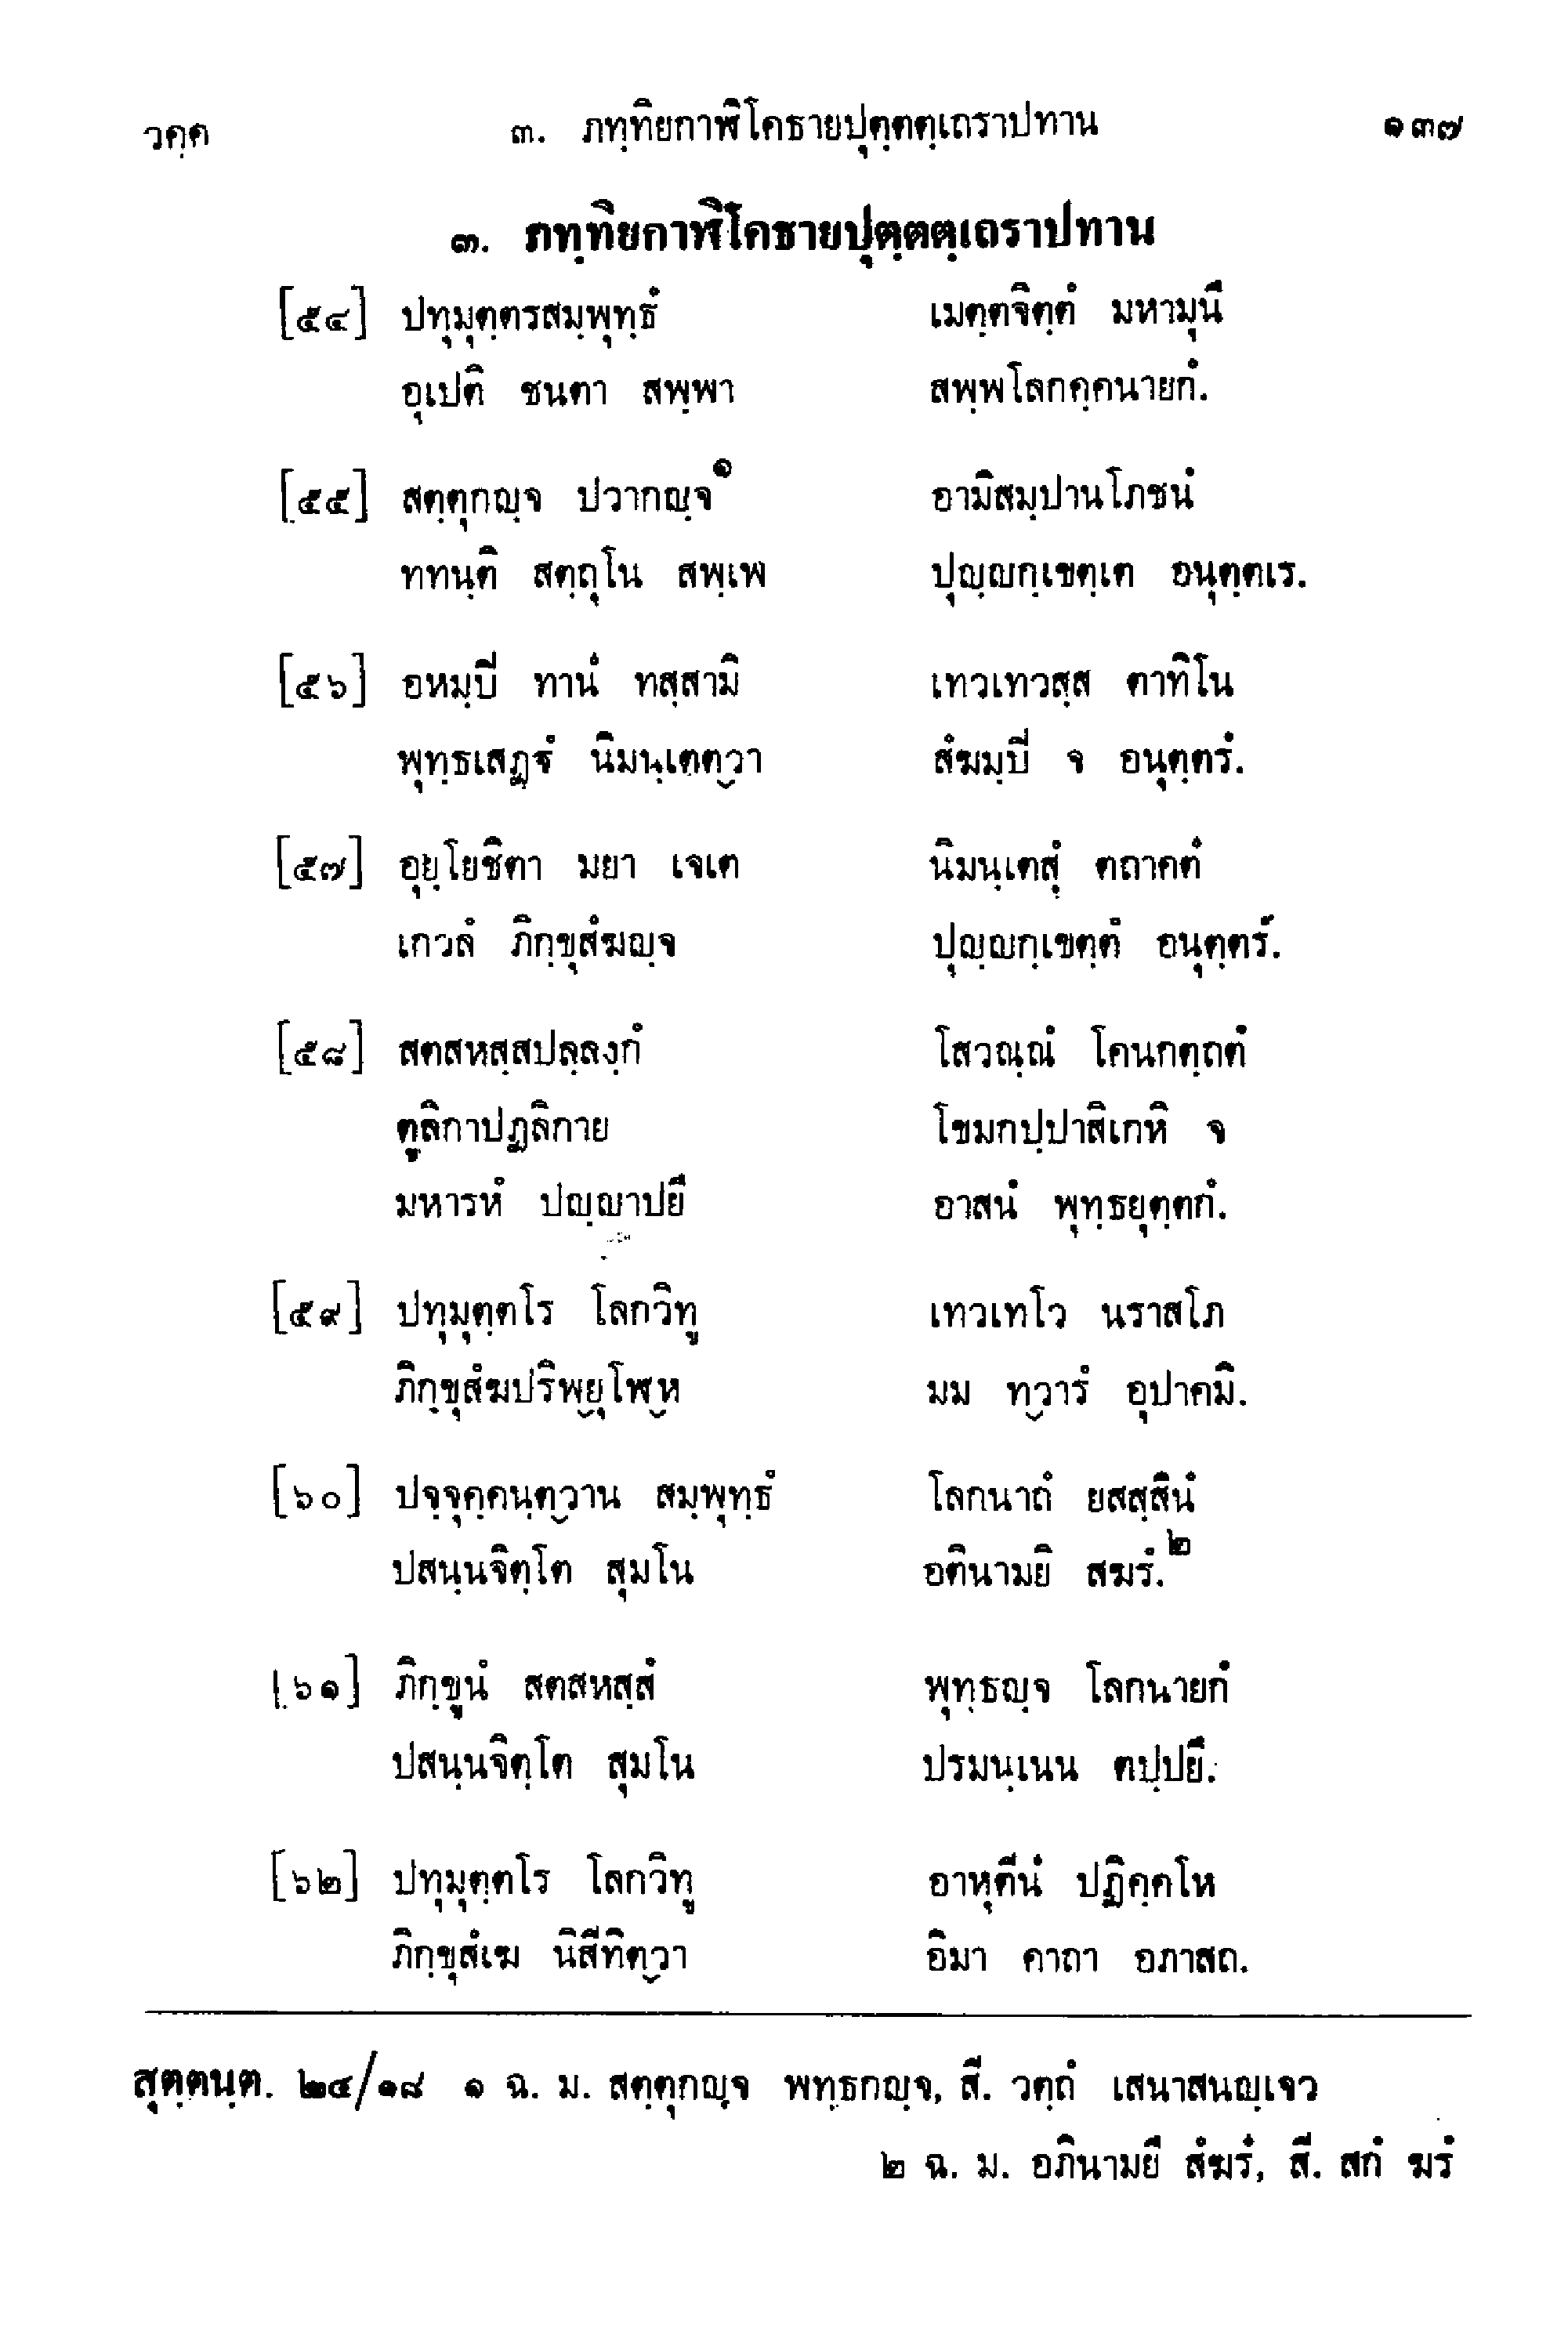 วคฺค ๓. ภทฺทิยกาฬิโคธายปุตฺตตฺเถราปทาน ๑๓๗
๓. ภทฺทิยกาฬิโคธายปุตฺตตฺเถราปทาน
[๕๔] ปทุมุตฺตรสมฺพุทฺธํ เมตฺตจิตฺตํ มหามุนึ
อุเปติ ชนตา สพฺพา สพฺพโลกคฺคนายกํ.
[๕๕] สตฺตุกญฺจ ปวากญฺจ๑ อามิสมฺปานโภชนํ
ททนฺติ สตฺถุโน สพฺเพ ปุญฺญกฺเขตฺเต อนุตฺตเร.
[๕๖] อหมฺปิ ทานํ ทสฺสามิ เทวเทวสฺส ตาทิโน
พุทฺธเสฏฺฐํ นิมนฺเตตฺวา สํฆมฺปิ จ อนุตฺตรํ.
[๕๗] อุยฺโยชิตา มยา เจเต นิมนฺเตสุํ ตถาคตํ
เกวลํ ภิกฺขุสํฆญฺจ ปุญฺญกฺเขตฺตํ อนุตฺตรํ.
[๕๘] สตสหสฺสปลฺลงฺกํ โสวณฺณํ โคนกตฺถตํ
ตูลิกาปฏลิกาย โขมกปฺปาสิเกหิ จ
มหารหํ ปญฺญาปยึ อาสนํ พุทฺธยุตฺตกํ.
[๕๙] ปทุมุตฺตโร โลกวิทู เทวเทโว นราสโภ
ภิกฺขุสํฆปริพฺยุโฬฺห มม ทฺวารํ อุปาคมิ.
[๖๐] ปจฺจุคฺคนฺตฺวาน สมฺพุทฺธํ โลกนาถํ ยสสฺสินํ
ปสนฺนจิตฺโต สุมโน อตินามยิ สฆรํ.๒
[๖๑] ภิกฺขูนํ สตสหสฺสํ พุทฺธญฺจ โลกนายกํ
ปสนฺนจิตฺโต สุมโน ปรมนฺเนน ตปฺปยึ.
[๖๒] ปทุมุตฺตโร โลกวิทู อาหุตีนํ ปฏิคฺคโห
ภิกฺขุสํเฆ นิสีทิตฺวา อิมา คาถา อภาสถ.
สุตฺตนฺต. ๒๔/๑๘ ๑ ฉ. ม. สตฺตุกญฺจ พทฺธกญฺจ, สี. วตฺถํ เสนาสนญฺเจว
๒ ฉ. ม. อภินามยึ สํฆรํ, สี. สกํ ฆรํ